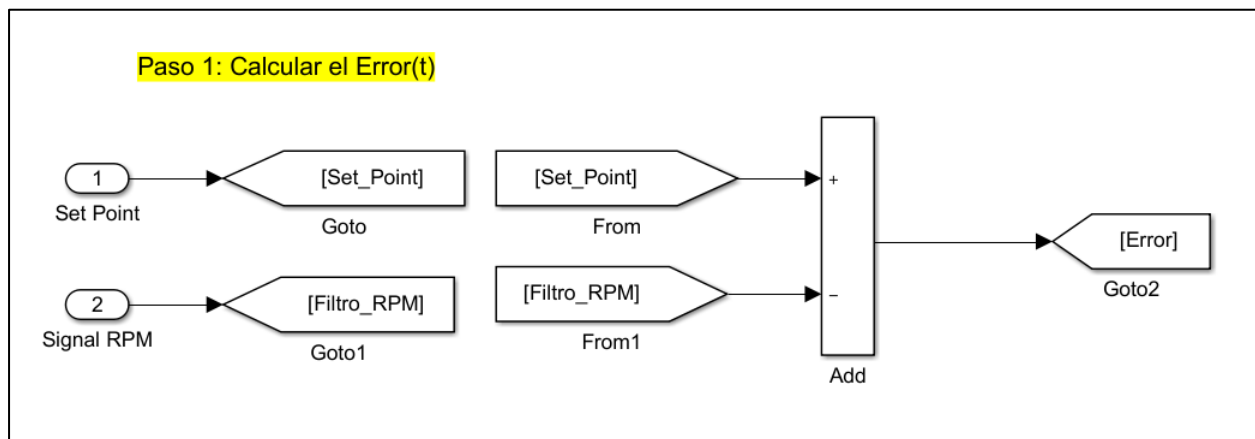 Paso 1: Calcular el Error(t)
1
[Set_Point]
[Set_Point]
+
Set Point
Goto
From
[Error]
Goto2
2
[Filtro_RPM]
[Filtro_RPM]
−
Signal RPM
Goto1
From1
Add